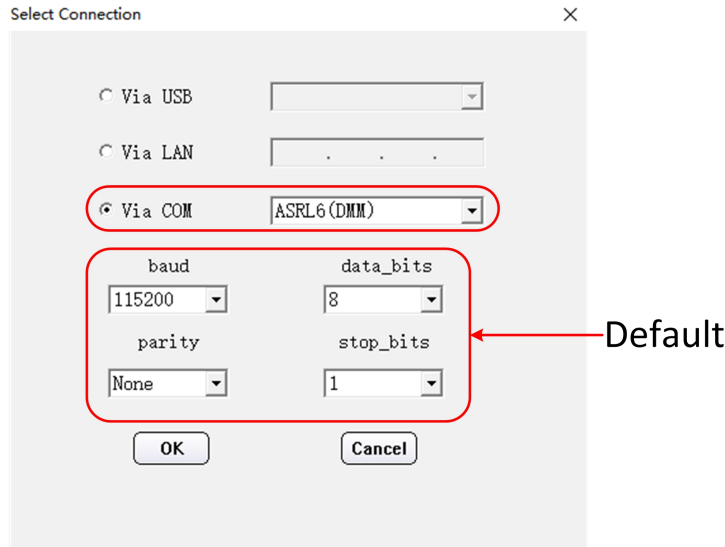 Select Connection
Via USB
Via LAN
. . .
Via COM ASRL6(DMM)
baud data_bits
115200 8
Default
parity stop_bits
None 1
OK Cancel